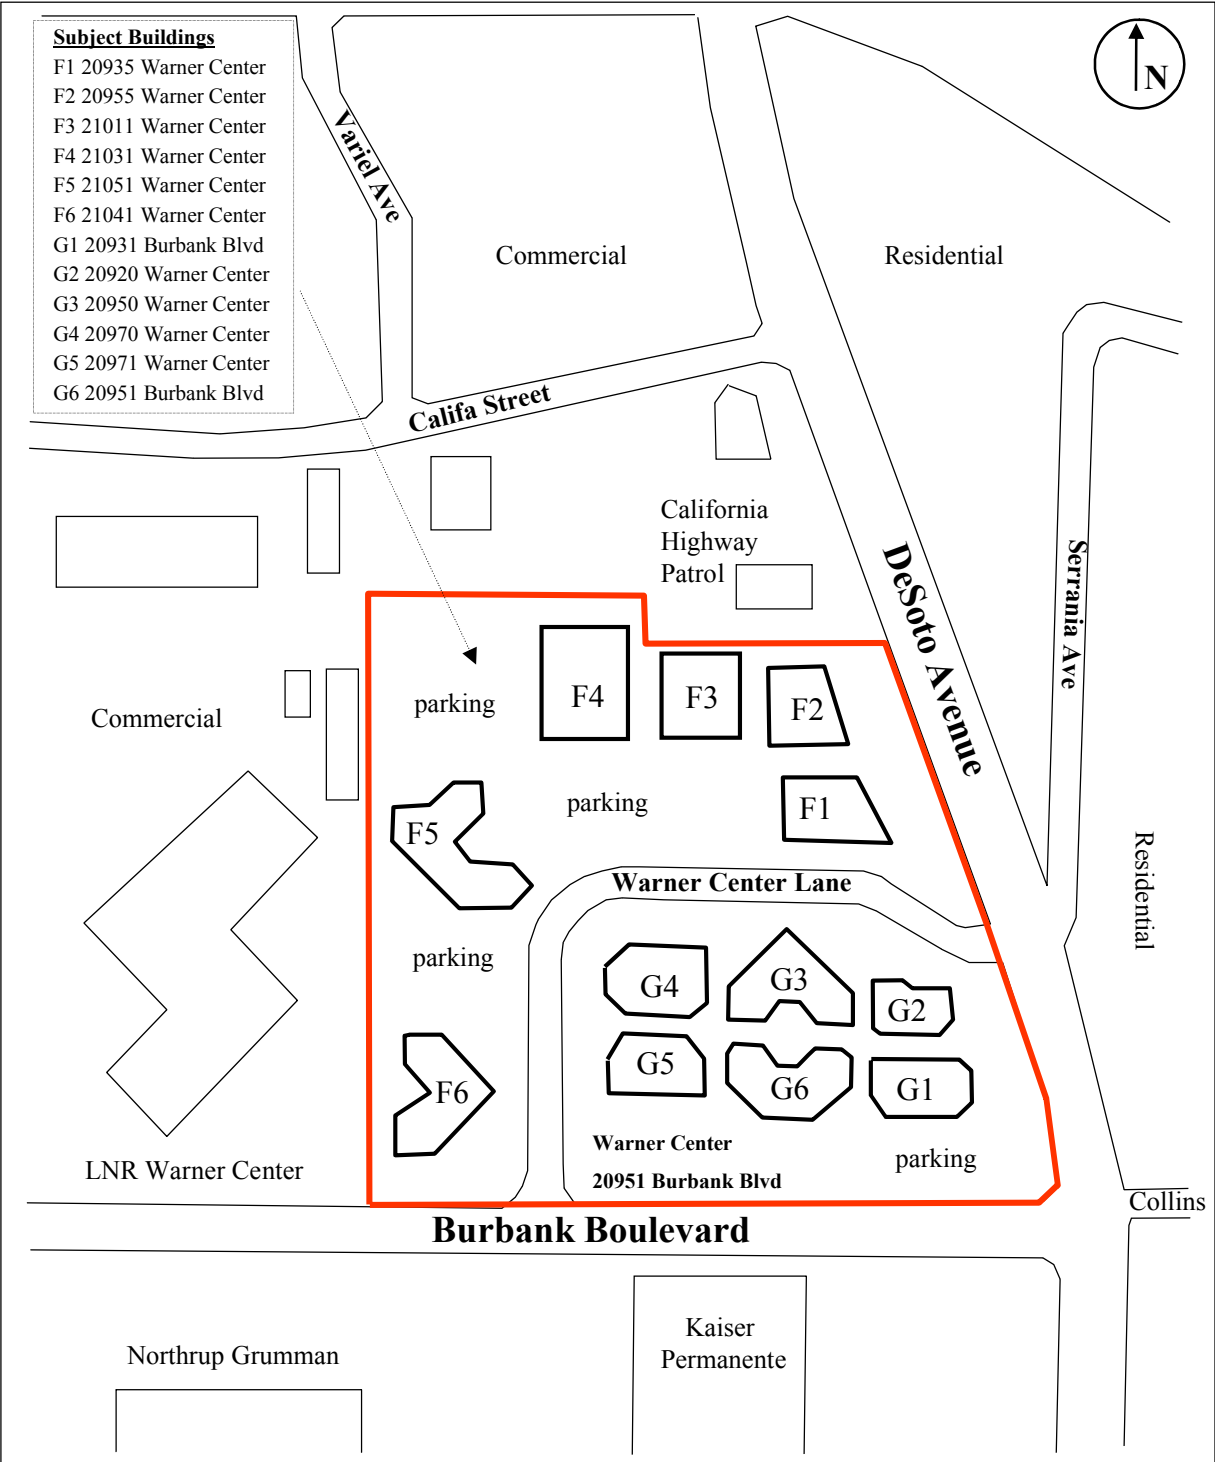 Subject Buildings
F1 20935 Warner Center
F2 20955 Warner Center
F3 21011 Warner Center
F4 21031 Warner Center
F5 21051 Warner Center
F6 21041 Warner Center
G1 20931 Burbank Blvd
G2 20920 Warner Center
G3 20950 Warner Center
G4 20970 Warner Center
G5 20971 Warner Center
G6 20951 Burbank Blvd
N
Variel Ave
Commercial
Residential
Califa Street
California
Highway
Patrol
DeSoto Avenue
Serrania Ave
Commercial
parking
F4
F3
F2
parking
F1
F5
Warner Center Lane
Residential
parking
G4
G3
G2
G5
G6
G1
F6
Warner Center
20951 Burbank Blvd
parking
LNR Warner Center
Collins
Burbank Boulevard
Northrup Grumman
Kaiser
Permanente